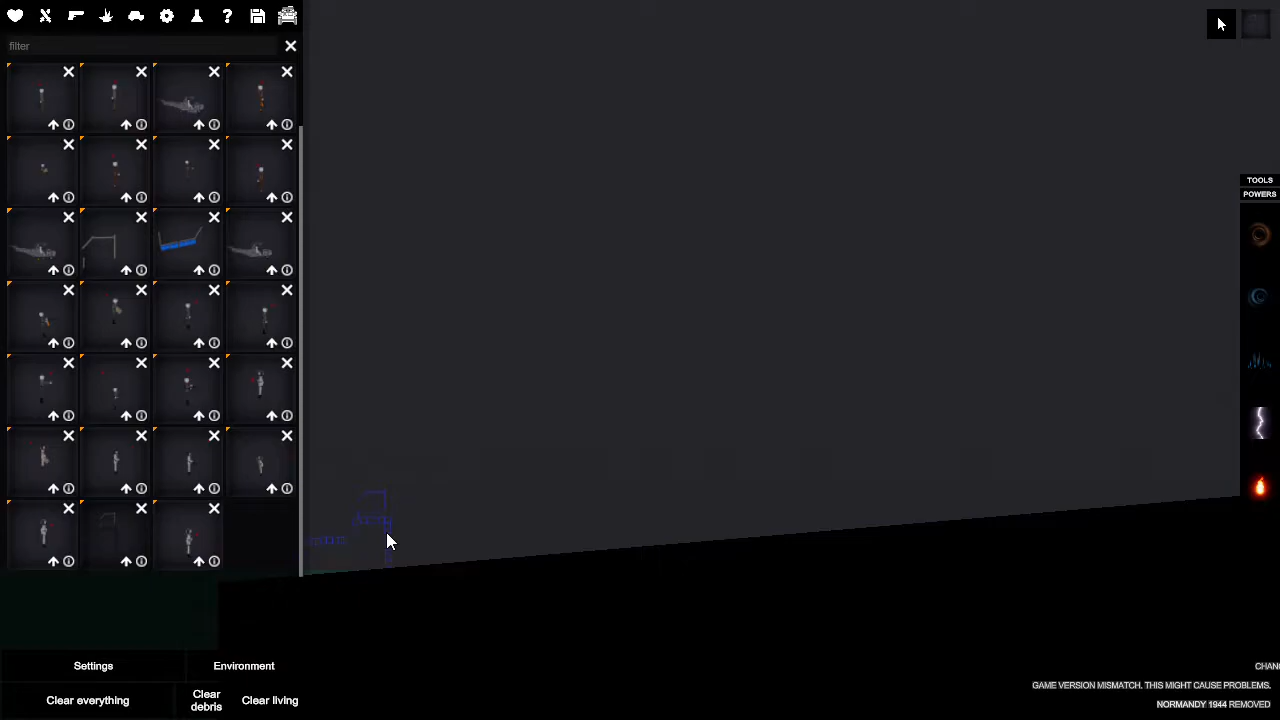 filter
TOOLS
POWERS
Settings
Environment
Clear everything
Clear
debris
Clear living
CHAN
GAME VERSION MISMATCH. THIS MIGHT CAUSE PROBLEMS.
NORMANDY 1944 REMOVED